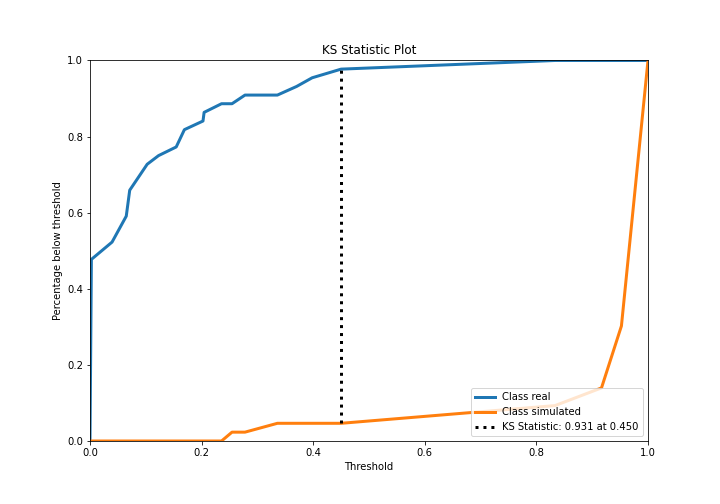 KS Statistic Plot
1.0
0.8
0.6
0.4
0.2
0.0
Percentage below threshold
0.0 0.2 0.4 0.6 0.8 1.0
Threshold
Class real
Class simulated
KS Statistic: 0.931 at 0.450